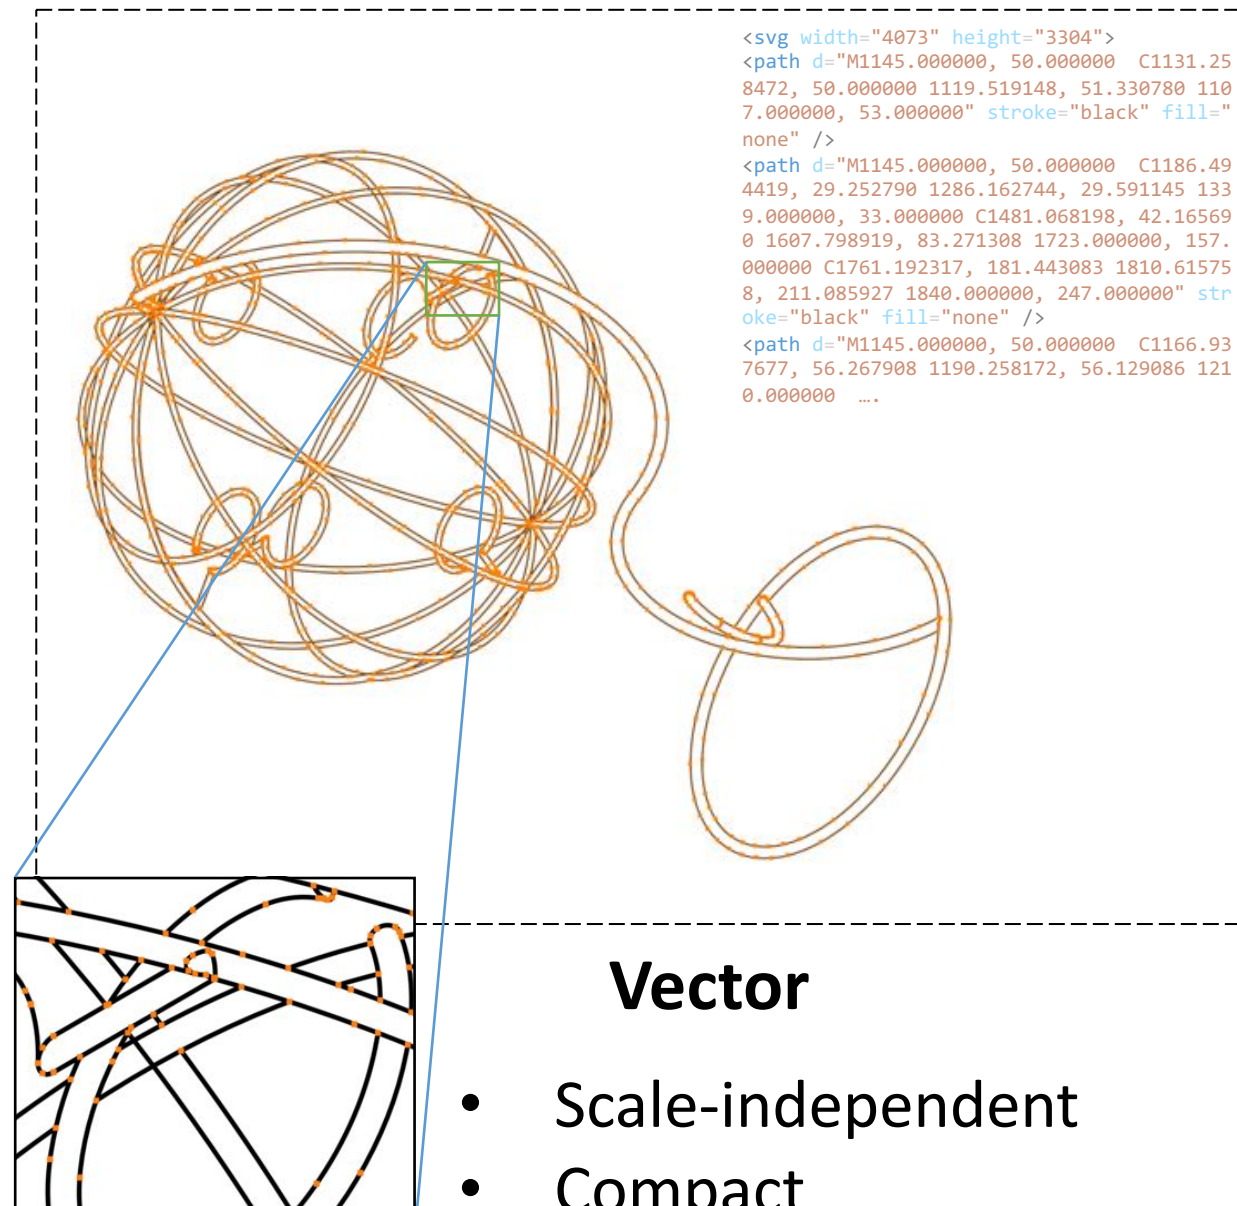 <svg width="4073" height="3304">
<path d="M1145.000000, 50.000000  C1131.25
8472, 50.000000 1119.519148, 51.330780 110
7.000000, 53.000000" stroke="black" fill="
none" />
<path d="M1145.000000, 50.000000  C1186.49
4419, 29.252790 1286.162744, 29.591145 133
9.000000, 33.000000 C1481.068198, 42.16569
0 1607.798919, 83.271308 1723.000000, 157.
000000 C1761.192317, 181.443083 1810.61575
8, 211.085927 1840.000000, 247.000000" str
oke="black" fill="none" />
<path d="M1145.000000, 50.000000  C1166.93
7677, 56.267908 1190.258172, 56.129086 121
0.000000  ….
Vector
• Scale-independent
• Compact